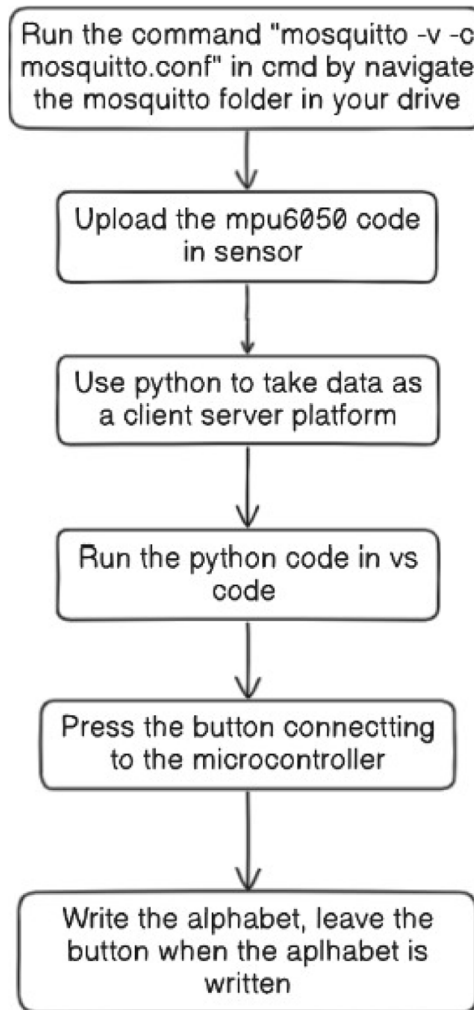 Run the command "mosquitto -v -c
mosquitto.conf" in cmd by navigate
the mosquitto folder in your drive
Upload the mpu6050 code
in sensor
Use python to take data as
a client server platform
Run the python code in vs
code
Press the button connectting
to the microcontroller
Write the alphabet, leave the
button when the aplhabet is
written